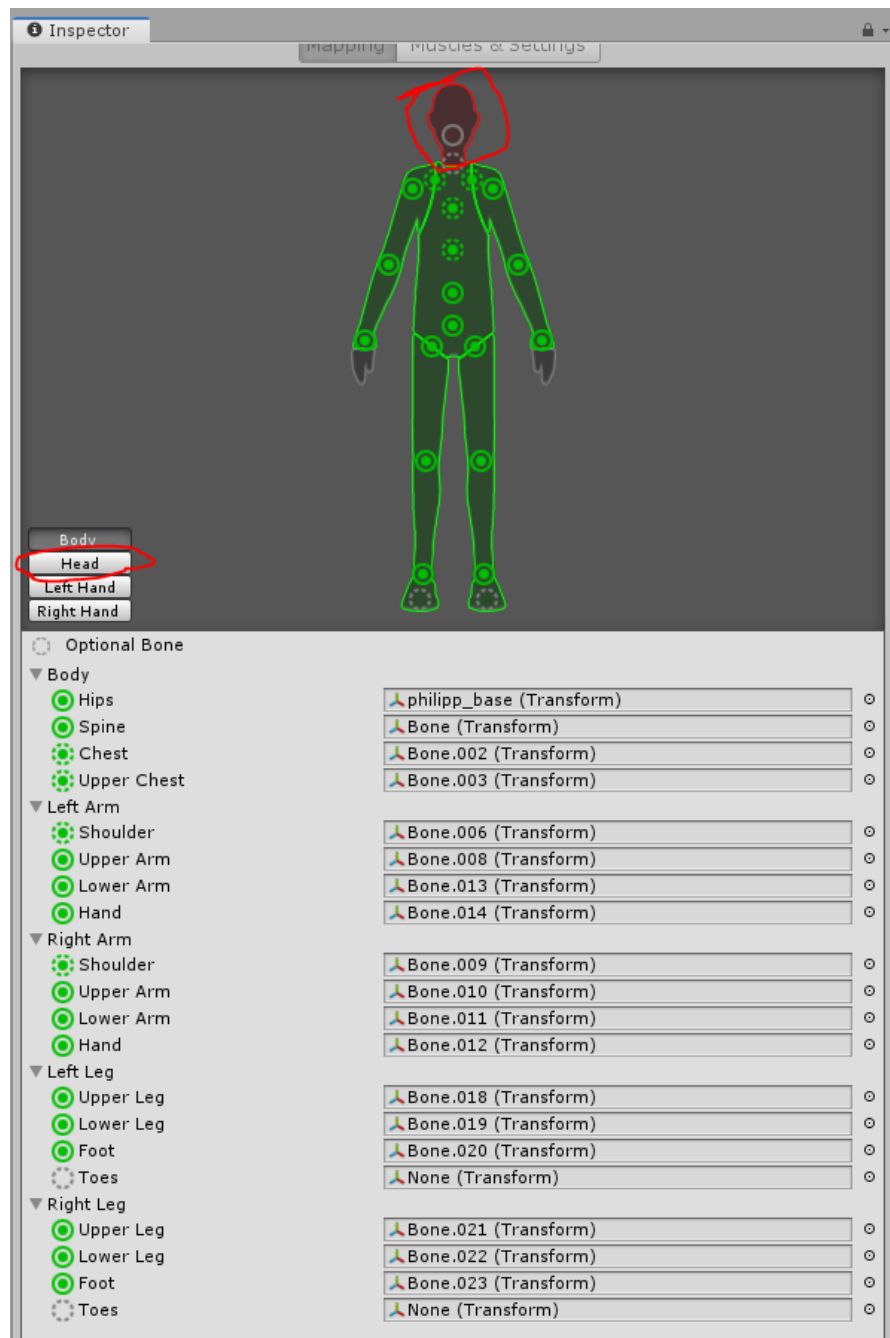 Inspector
Mapping Muscles & Settings
Body
Head
Left Hand
Right Hand
Optional Bone
Body
Hips philipp_base (Transform)
Spine Bone (Transform)
Chest Bone.002 (Transform)
Upper Chest Bone.003 (Transform)
Left Arm
Shoulder Bone.006 (Transform)
Upper Arm Bone.008 (Transform)
Lower Arm Bone.013 (Transform)
Hand Bone.014 (Transform)
Right Arm
Shoulder Bone.009 (Transform)
Upper Arm Bone.010 (Transform)
Lower Arm Bone.011 (Transform)
Hand Bone.012 (Transform)
Left Leg
Upper Leg Bone.018 (Transform)
Lower Leg Bone.019 (Transform)
Foot Bone.020 (Transform)
Toes None (Transform)
Right Leg
Upper Leg Bone.021 (Transform)
Lower Leg Bone.022 (Transform)
Foot Bone.023 (Transform)
Toes None (Transform)